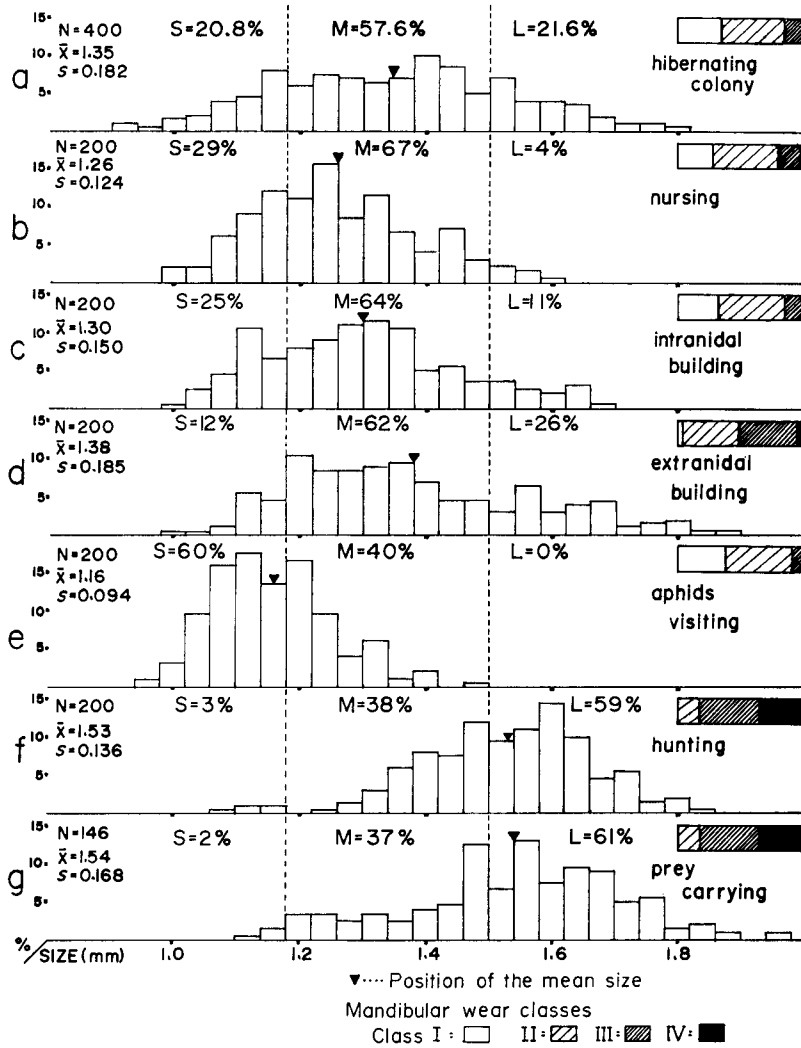 N=400 S=20.8% M=57.6% L=21.6%
x̄=1.35
s=0.182
15
10
5
a
hibernating
colony
N=200 S=29% M=67% L=4%
x̄=1.26
s=0.124
15
10
5
b
nursing
N=200 S=25% M=64% L=11%
x̄=1.30
s=0.150
15
10
5
c
intranidal
building
N=200 S=12% M=62% L=26%
x̄=1.38
s=0.185
15
10
5
d
extranidal
building
N=200 S=60% M=40% L=0%
x̄=1.16
s=0.094
15
10
5
e
aphids
visiting
N=200 S=3% M=38% L=59%
x̄=1.53
s=0.136
15
10
5
f
hunting
N=146 S=2% M=37% L=61%
x̄=1.54
s=0.168
15
10
5
g
prey
carrying
%/SIZE(mm) 1.0 1.2 1.4 1.6 1.8
▼···· Position of the mean size
Mandibular wear classes
Class I: II: III: IV: